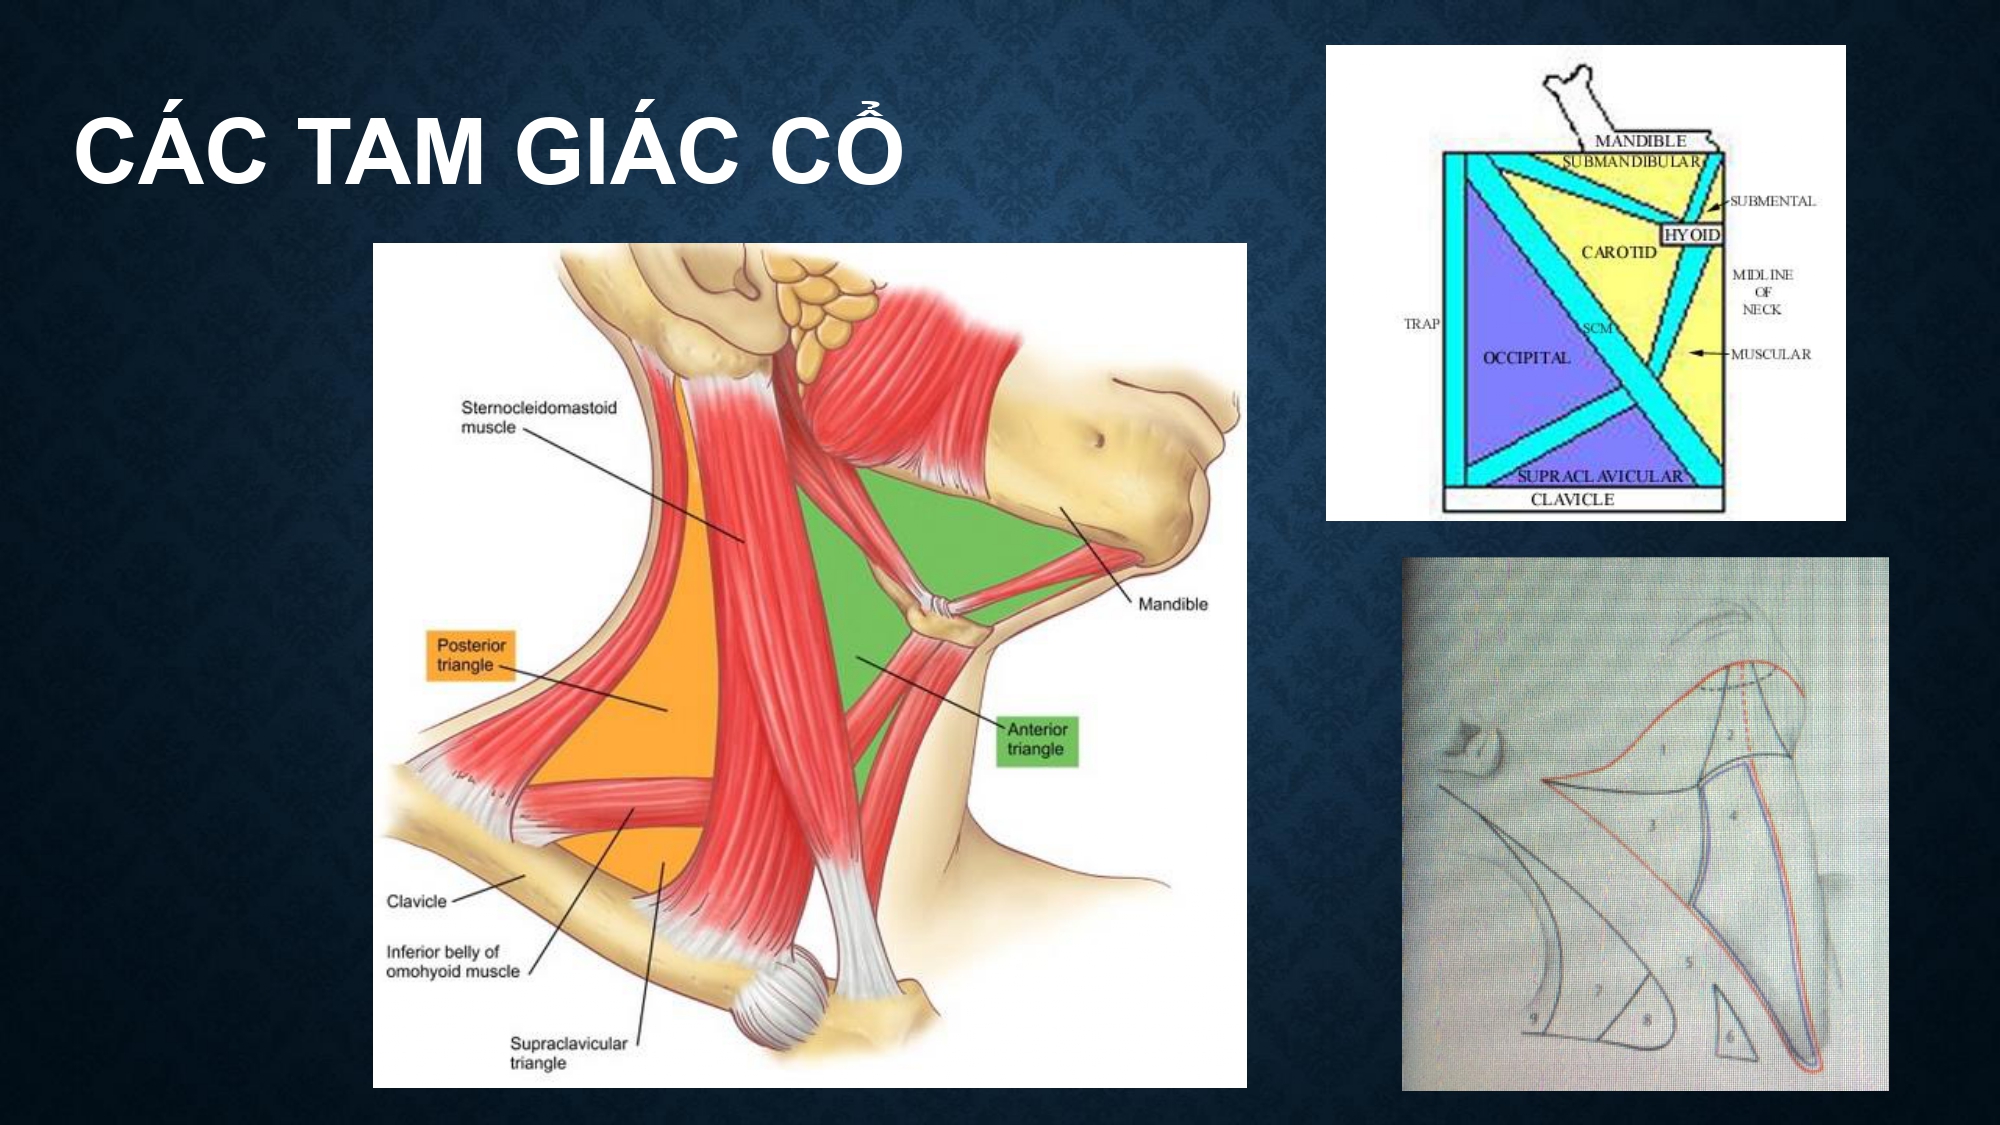 CÁC TAM GIÁC CỔ
Sternocleidomastoid
muscle
Posterior
triangle
Mandible
Anterior
triangle
Clavicle
Inferior belly of
omohyoid muscle
Supraclavicular
triangle
MANDIBLE
SUBMANDIBULAR
SUBMENTAL
HYOID
CAROTID
MIDLINE
OF
NECK
TRAP
SCM
OCCIPITAL
MUSCULAR
SUPRACLAVICULAR
CLAVICLE
1
2
3
4
5
6
7
8
9